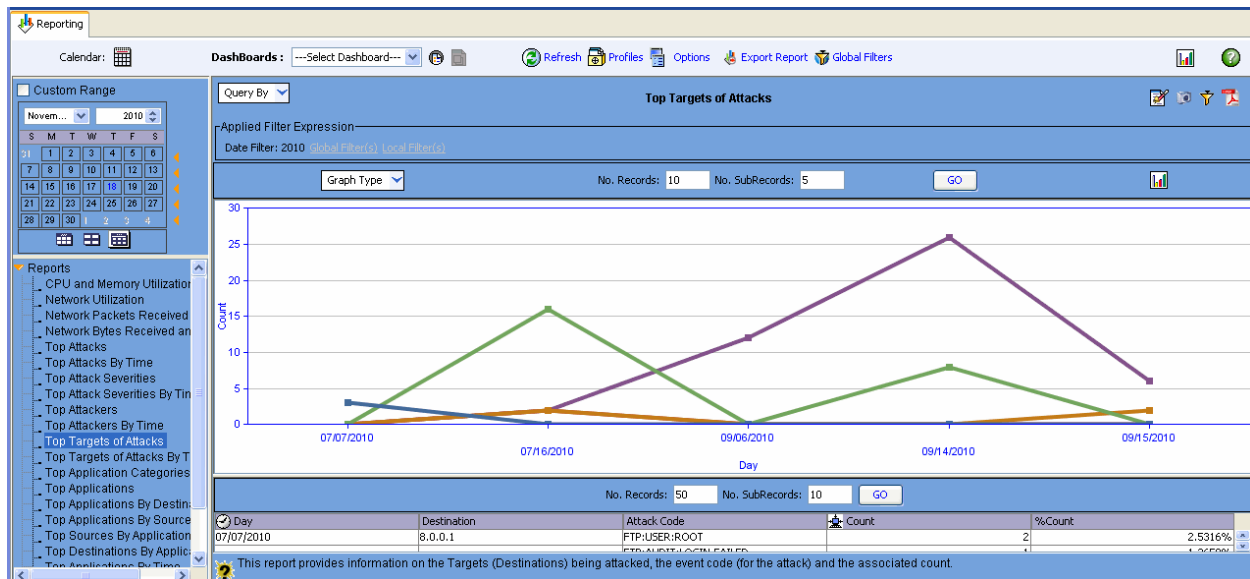 Reporting
Calendar:
DashBoards : ---Select Dashboard---
Refresh Profiles Options Export Report Global Filters
Custom Range
Novem... 2010
S M T W T F S
31 1 2 3 4 5 6
7 8 9 10 11 12 13
14 15 16 17 18 19 20
21 22 23 24 25 26 27
28 29 30 1 2 3 4
Reports
CPU and Memory Utilization
Network Utilization
Network Packets Received
Network Bytes Received an
Top Attacks
Top Attacks By Time
Top Attack Severities
Top Attack Severities By Tin
Top Attackers
Top Attackers By Time
Top Targets of Attacks
Top Targets of Attacks By T
Top Application Categories
Top Applications
Top Applications By Destin
Top Applications By Source
Top Sources By Application
Top Destinations By Applic
Top Applications By Time
Query By
Top Targets of Attacks
Applied Filter Expression
Date Filter: 2010 Global Filter(s) Local Filter(s)
Graph Type
No. Records: 10 No. SubRecords: 5 GO
30
25
20
15
10
5
0
Count
07/07/2010
07/16/2010
09/06/2010
09/14/2010
09/15/2010
Day
No. Records: 50 No. SubRecords: 10 GO
Day Destination Attack Code Count %Count
07/07/2010 8.0.0.1 FTP:USER:ROOT 2 2.5316%
FTP:AUDIT:LOGIN FAILED
This report provides information on the Targets (Destinations) being attacked, the event code (for the attack) and the associated count.